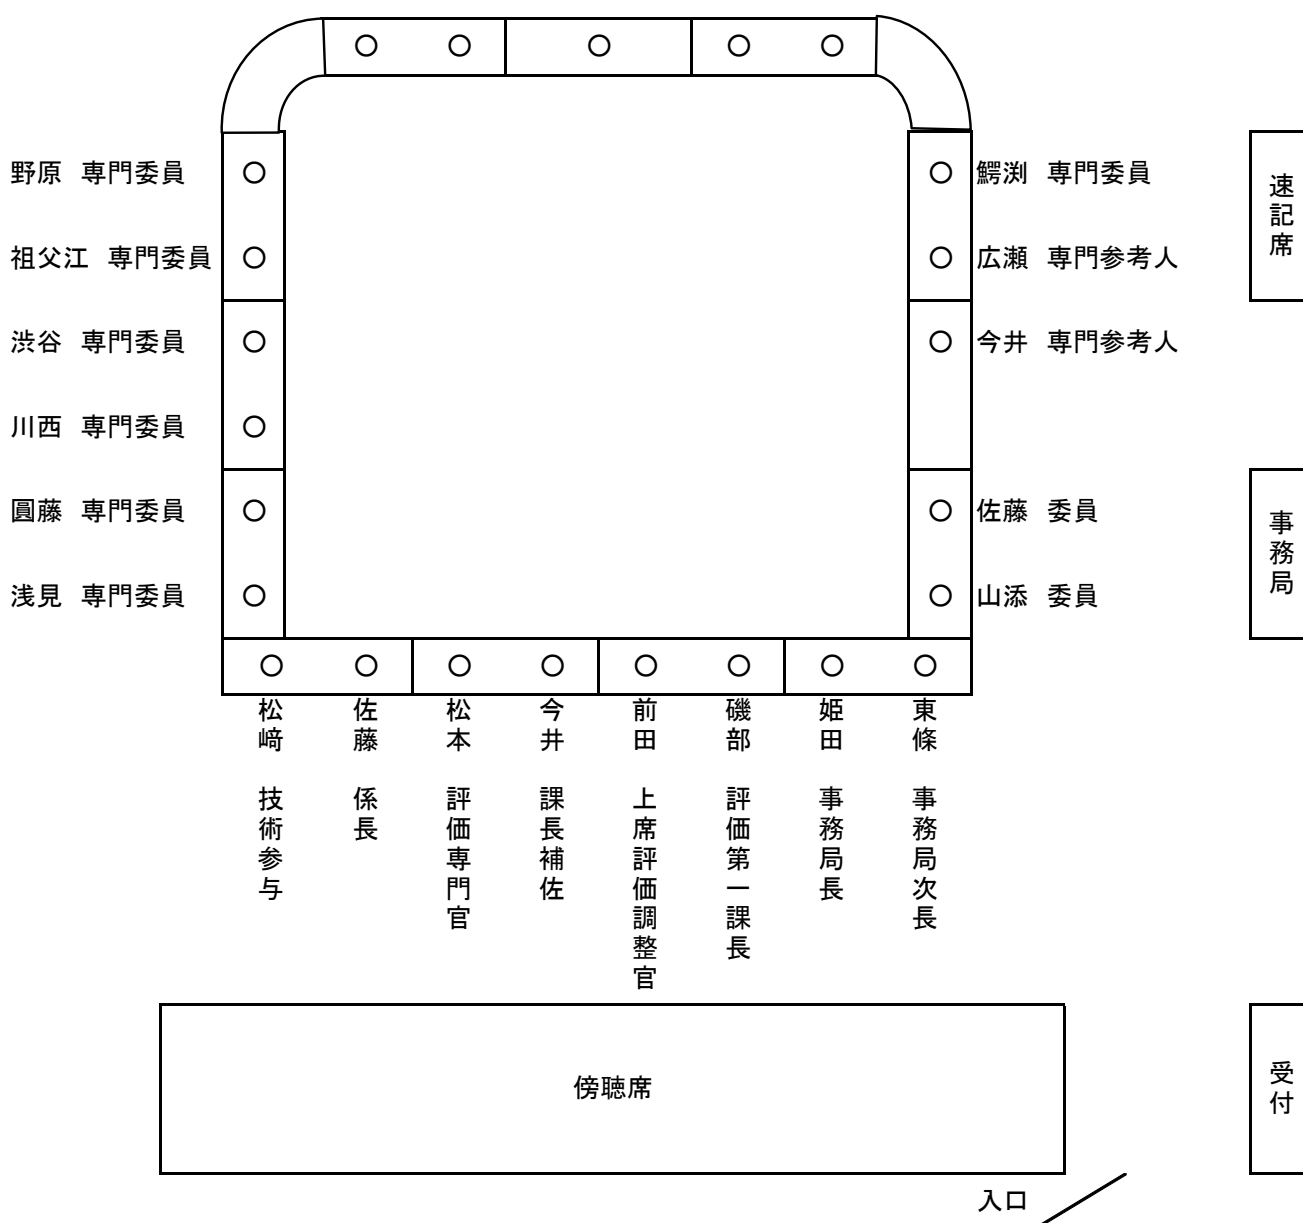 野原 専門委員
祖父江 専門委員
渋谷 専門委員
川西 専門委員
圓藤 専門委員
浅見 専門委員
鰐渕 専門委員
広瀬 専門参考人
今井 専門参考人
佐藤 委員
山添 委員
速記席
事務局
松﨑 技術参与
佐藤 係長
松本 評価専門官
今井 課長補佐
前田 上席評価調整官
磯部 評価第一課長
姫田 事務局長
東條 事務局次長
傍聴席
受付
入口